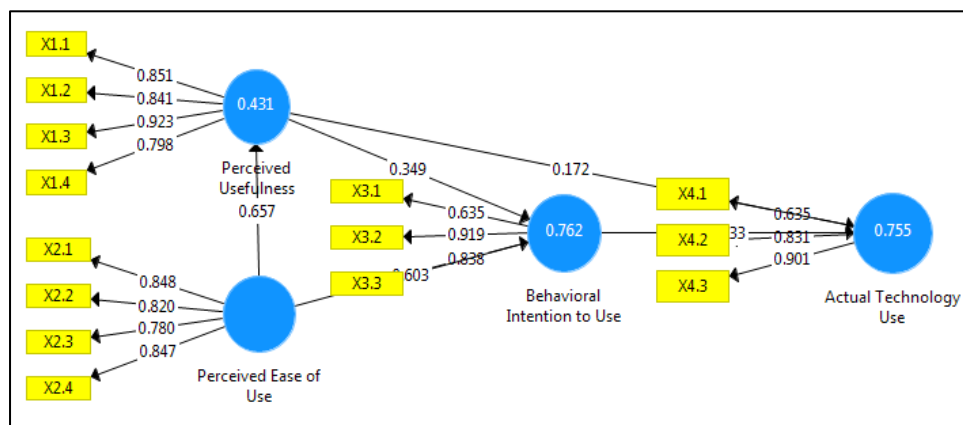 X1.1
0.851
X1.2
0.841
X1.3
0.923
X1.4
0.798
0.431
Perceived
Usefulness
0.657
0.349
0.172
X2.1
0.848
X2.2
0.820
X2.3
0.780
X2.4
0.847
Perceived Ease of
Use
X3.1
0.635
X3.2
0.919
X3.3
0.838
0.603
0.762
Behavioral
Intention to Use
X4.1
0.635
X4.2
0.831
X4.3
0.901
0.755
Actual Technology
Use